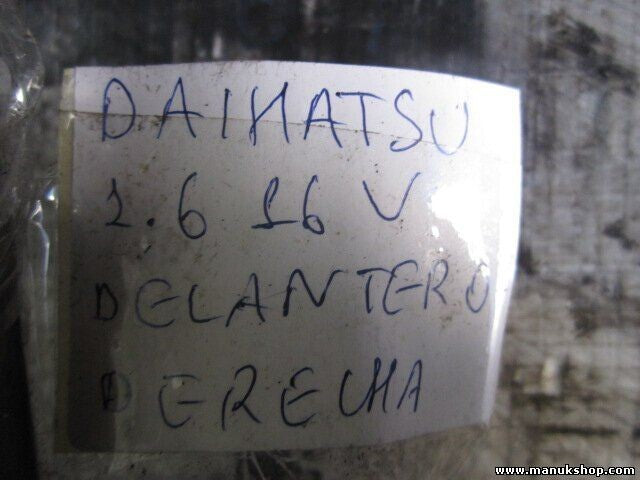 DAIHATSU
1.6 16 V
DELANTERO
DERECHA
www.manukshop.com